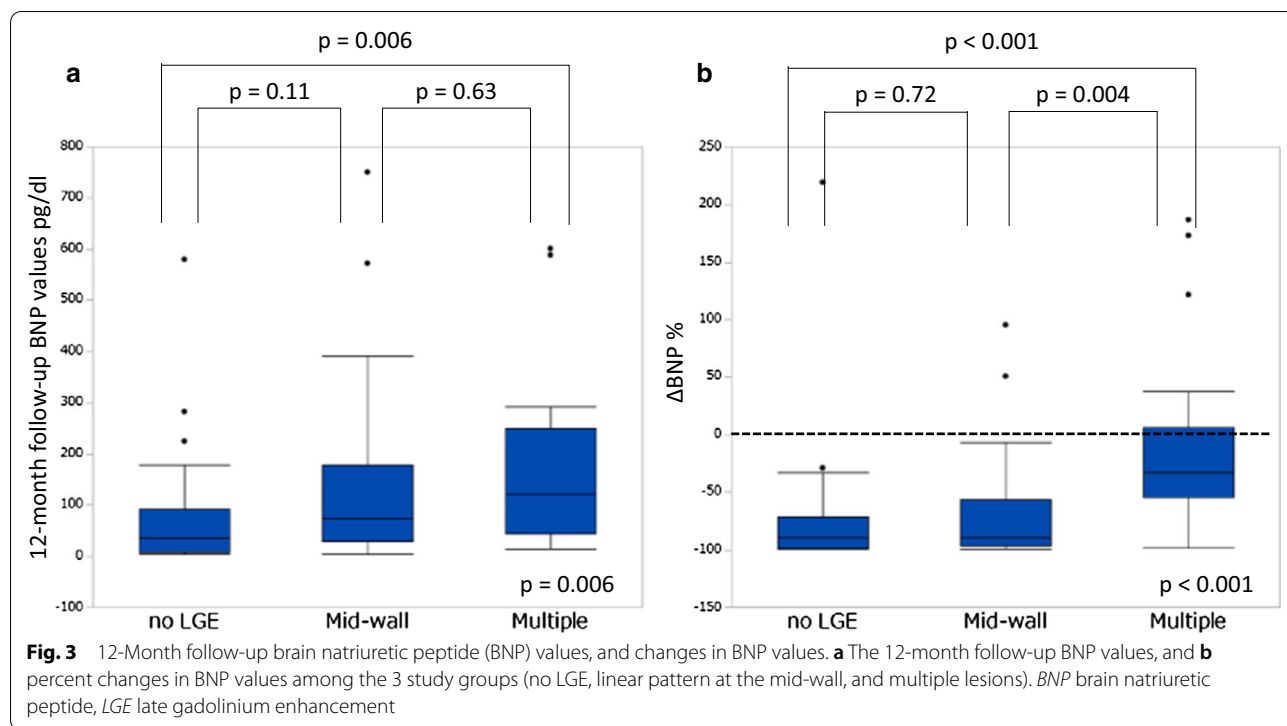 p = 0.006
a
p = 0.11
p = 0.63
12-month follow-up BNP values pg/dl
800
700
600
500
400
300
200
100
0
-100
p = 0.006
no LGE Mid-wall Multiple
p < 0.001
b
p = 0.72
p = 0.004
ΔBNP %
250
200
150
100
50
0
-50
-100
-150
p < 0.001
no LGE Mid-wall Multiple
Fig. 3 12-Month follow-up brain natriuretic peptide (BNP) values, and changes in BNP values. a The 12-month follow-up BNP values, and b
percent changes in BNP values among the 3 study groups (no LGE, linear pattern at the mid-wall, and multiple lesions). BNP brain natriuretic
peptide, LGE late gadolinium enhancement